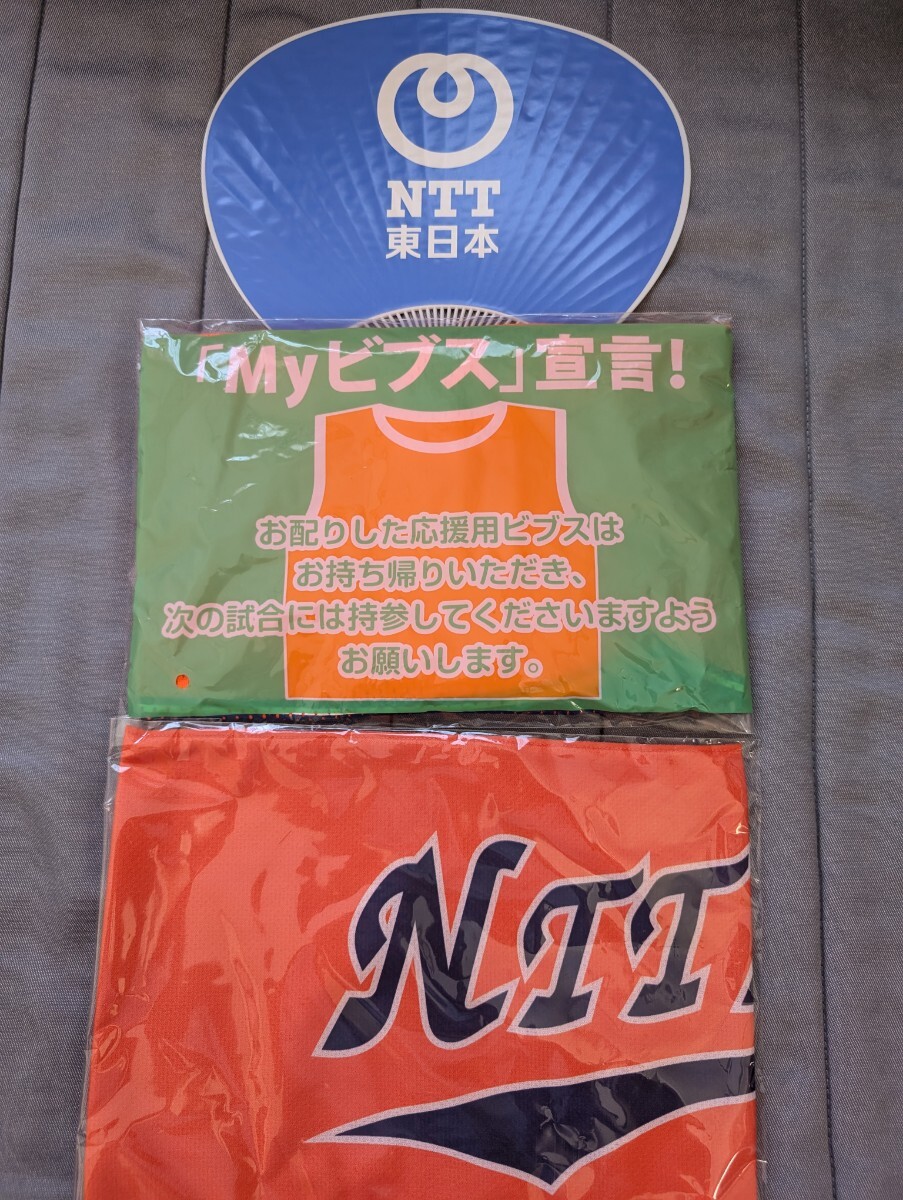 NTT
東日本
「Myビブス」宣言!
お配りした応援用ビブスは
お持ち帰りいただき、
次の試合には持参してくださいますよう
お願いします。
NTT